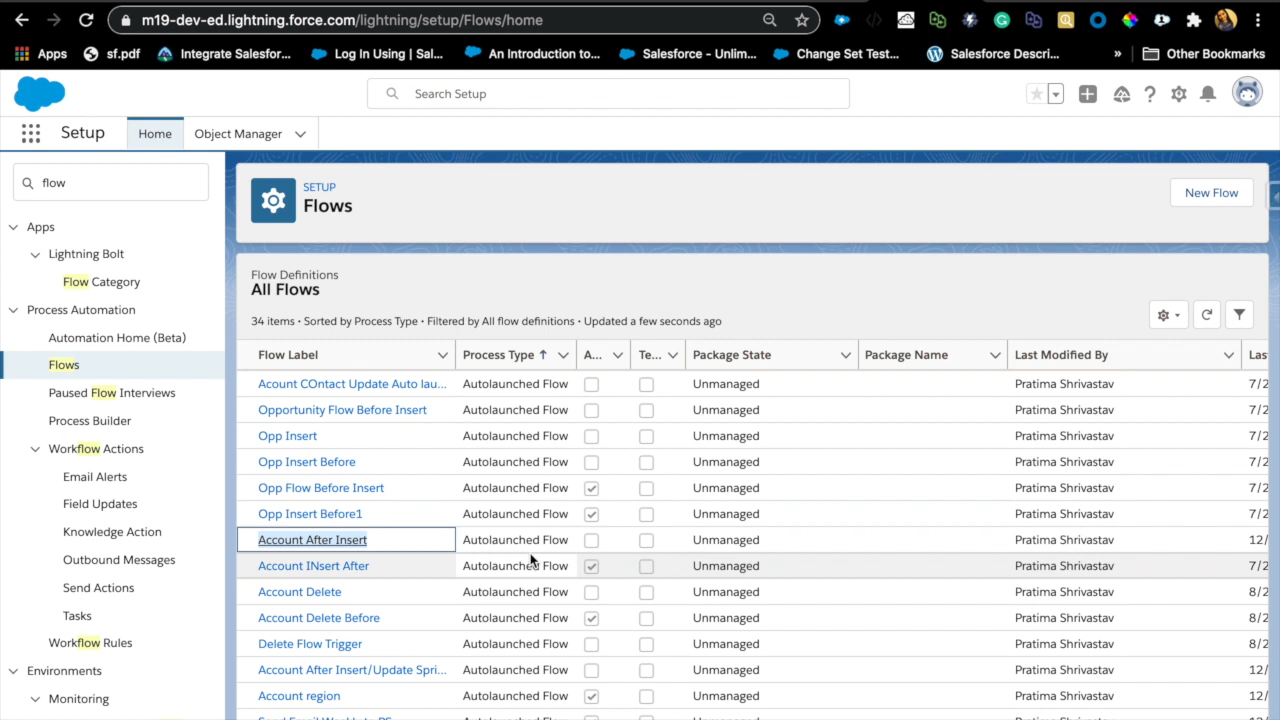 m19-dev-ed.lightning.force.com/lightning/setup/Flows/home
Apps sf.pdf Integrate Salesfor... Log In Using | Sal... An Introduction to... Salesforce - Unlim... Change Set Test... Salesforce Descri... » Other Bookmarks
Search Setup
Setup Home Object Manager
flow
Apps
Lightning Bolt
Flow Category
Process Automation
Automation Home (Beta)
Flows
Paused Flow Interviews
Process Builder
Workflow Actions
Email Alerts
Field Updates
Knowledge Action
Outbound Messages
Send Actions
Tasks
Workflow Rules
Environments
Monitoring
SETUP
Flows
New Flow
Flow Definitions
All Flows
34 items • Sorted by Process Type • Filtered by All flow definitions • Updated a few seconds ago
Flow Label Process Type A... Te... Package State Package Name Last Modified By Las
Acount COntact Update Auto lau... Autolaunched Flow Unmanaged Pratima Shrivastav 7/2
Opportunity Flow Before Insert Autolaunched Flow Unmanaged Pratima Shrivastav 7/2
Opp Insert Autolaunched Flow Unmanaged Pratima Shrivastav 7/2
Opp Insert Before Autolaunched Flow Unmanaged Pratima Shrivastav 7/2
Opp Flow Before Insert Autolaunched Flow Unmanaged Pratima Shrivastav 7/2
Opp Insert Before1 Autolaunched Flow Unmanaged Pratima Shrivastav 7/2
Account After Insert Autolaunched Flow Unmanaged Pratima Shrivastav 12/
Account INsert After Autolaunched Flow Unmanaged Pratima Shrivastav 7/2
Account Delete Autolaunched Flow Unmanaged Pratima Shrivastav 8/2
Account Delete Before Autolaunched Flow Unmanaged Pratima Shrivastav 8/2
Delete Flow Trigger Autolaunched Flow Unmanaged Pratima Shrivastav 8/2
Account After Insert/Update Spri... Autolaunched Flow Unmanaged Pratima Shrivastav 12/
Account region Autolaunched Flow Unmanaged Pratima Shrivastav 12/